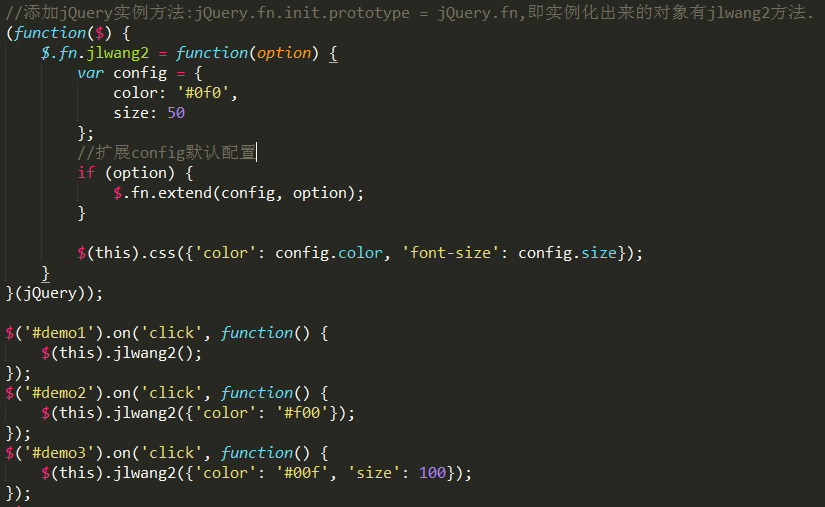 //添加jQuery实例方法:jQuery.fn.init.prototype = jQuery.fn,即实例化出来的对象有jlwang2方法.
(function($) {
    $.fn.jlwang2 = function(option) {
        var config = {
            color: '#0f0',
            size: 50
        };
        //扩展config默认配置
        if (option) {
            $.fn.extend(config, option);
        }

        $(this).css({'color': config.color, 'font-size': config.size});
    }
}(jQuery));

$('#demo1').on('click', function() {
    $(this).jlwang2();
});
$('#demo2').on('click', function() {
    $(this).jlwang2({'color': '#f00'});
});
$('#demo3').on('click', function() {
    $(this).jlwang2({'color': '#00f', 'size': 100});
});